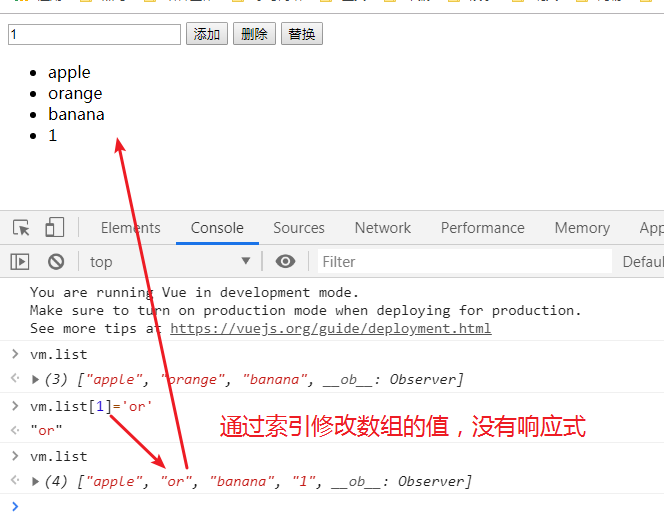 1 添加 删除 替换
apple
orange
banana
1
Elements Console Sources Network Performance Memory
top Filter
You are running Vue in development mode.
Make sure to turn on production mode when deploying for production.
See more tips at https://vuejs.org/guide/deployment.html
vm.list
(3) ["apple", "orange", "banana", __ob__: Observer]
vm.list[1]='or'
"or"
通过索引修改数组的值，没有响应式
vm.list
(4) ["apple", "or", "banana", "1", __ob__: Observer]